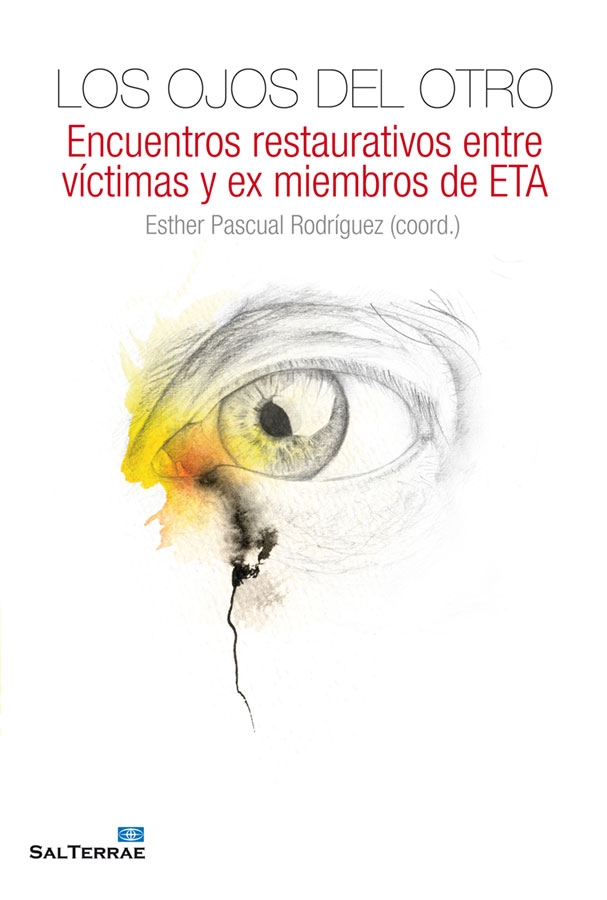 LOS OJOS DEL OTRO
Encuentros restaurativos entre
víctimas y ex miembros de ETA
Esther Pascual Rodríguez (coord.)
SALTERRAE